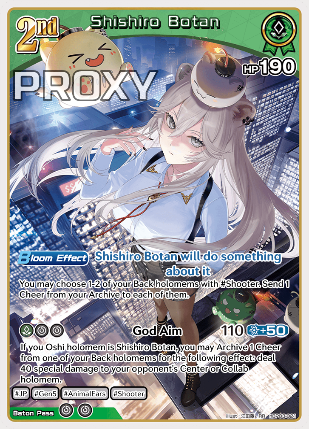 2nd
Shishiro Botan
HP190
PROXY
Bloom Effect Shishiro Botan will do something
about it
You may choose 1-2 of your Back holomems with #Shooter. Send 1
Cheer from your Archive to each of them.
God Aim 110 +50
If you Oshi holomem is Shishiro Botan, you may Archive 1 Cheer
from one of your Back holomems for the following effect: deal
40 special damage to your opponent's Center or Collab
holomem.
#JP #Gen5 #AnimalEars #Shooter
Baton Pass